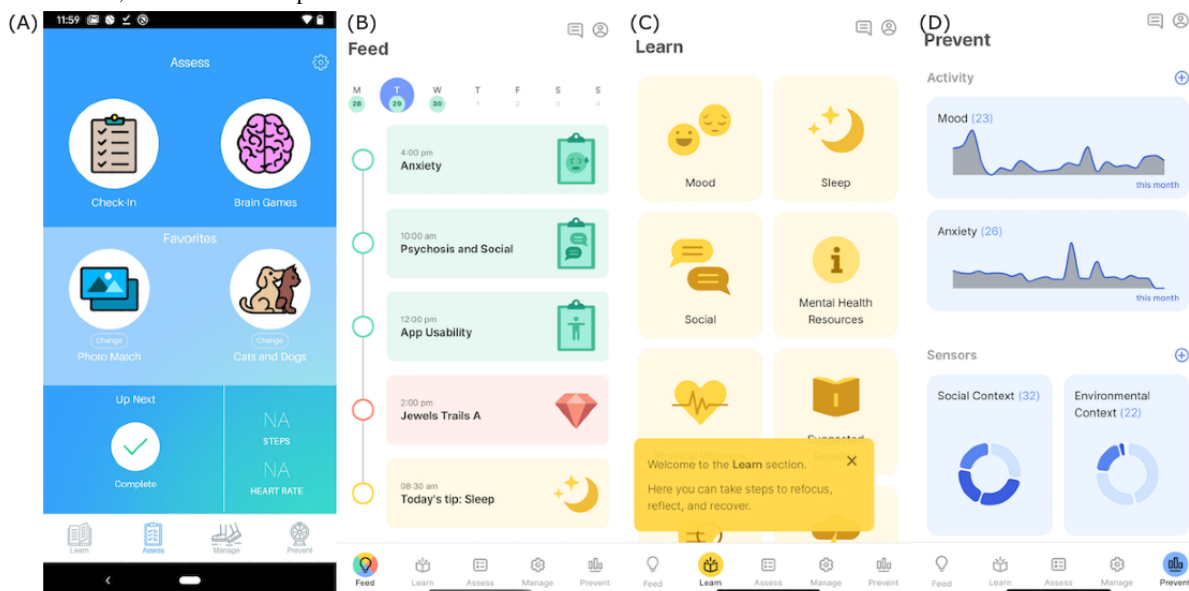 (A)
11:59
Assess
Check-In
Brain Games
Favorites
Change
Change
Photo Match
Cats and Dogs
Up Next
Complete
NA
STEPS
NA
HEART RATE
Learn
Assess
Manage
Prevent
(B)
Feed
M T W T F S S
28 29 30 1 2 3 4
4:00 pm
Anxiety
10:00 am
Psychosis and Social
12:00 pm
App Usability
2:00 pm
Jewels Trails A
08:30 am
Today's tip: Sleep
Feed Learn Assess Manage Prevent
(C)
Learn
Mood
Sleep
Social
Mental Health
Resources
Welcome to the Learn section.
Here you can take steps to refocus,
reflect, and recover.
Feed Learn Assess Manage Prevent
(D)
Prevent
Activity
Mood (23)
this month
Anxiety (26)
this month
Sensors
Social Context (32)
Environmental
Context (22)
Feed Learn Assess Manage Prevent